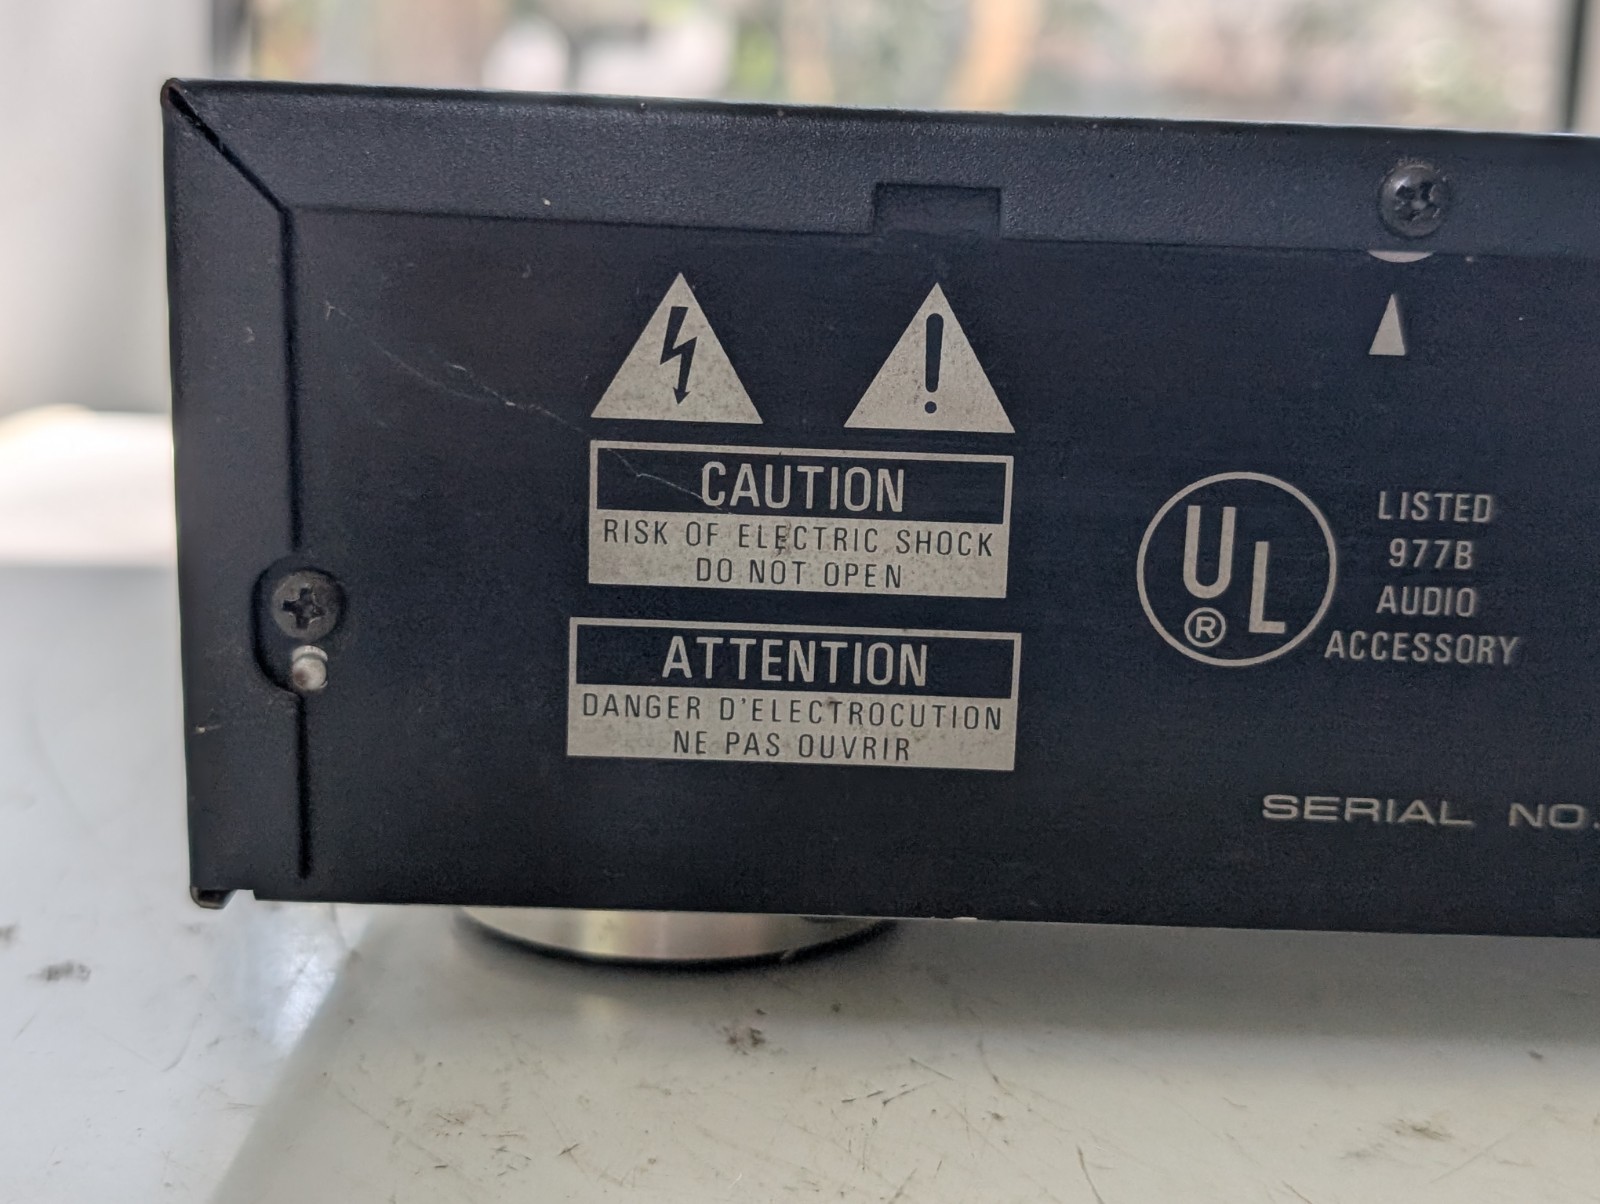 CAUTION
RISK OF ELECTRIC SHOCK
DO NOT OPEN
ATTENTION
DANGER D'ELECTROCUTION
NE PAS OUVRIR
UL
®
LISTED
977B
AUDIO
ACCESSORY
SERIAL NO.